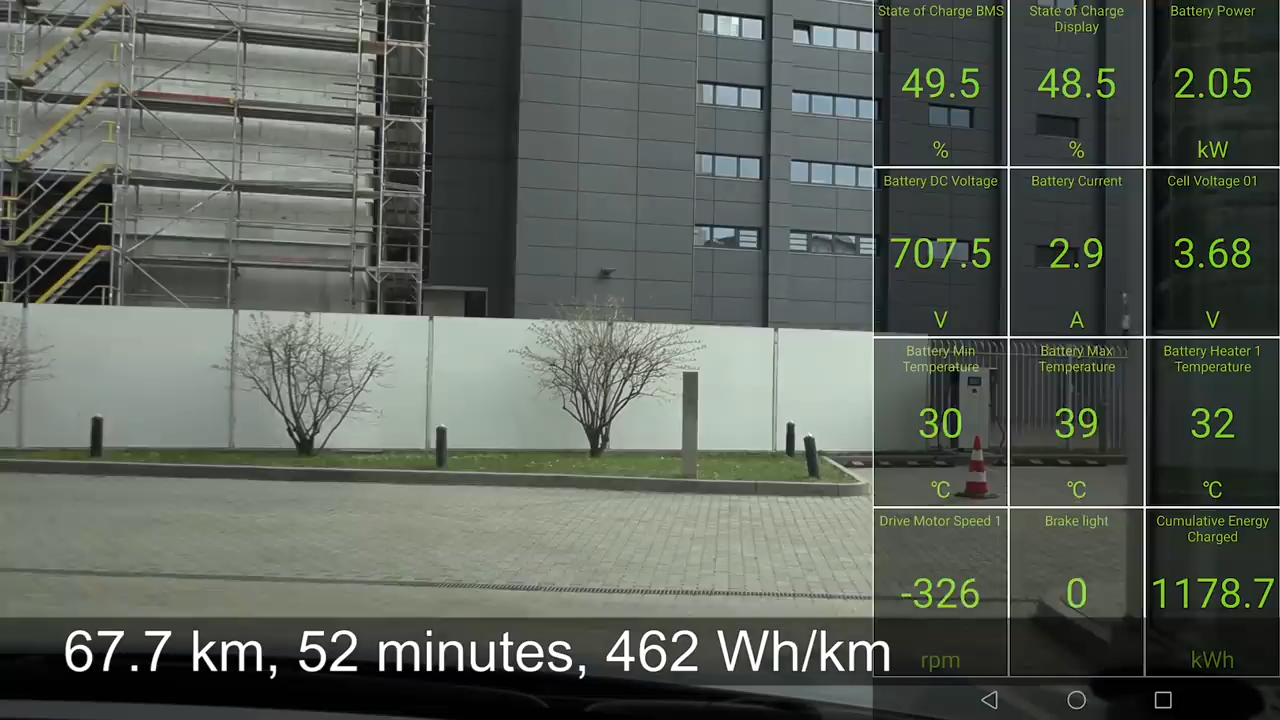 State of Charge BMS
49.5
%
State of Charge
Display
48.5
%
Battery Power
2.05
kW
Battery DC Voltage
707.5
V
Battery Current
2.9
A
Cell Voltage 01
3.68
V
Battery Min
Temperature
30
℃
Battery Max
Temperature
39
℃
Battery Heater 1
Temperature
32
℃
Drive Motor Speed 1
-326
rpm
Brake light
0
Cumulative Energy
Charged
1178.7
kWh
67.7 km, 52 minutes, 462 Wh/km